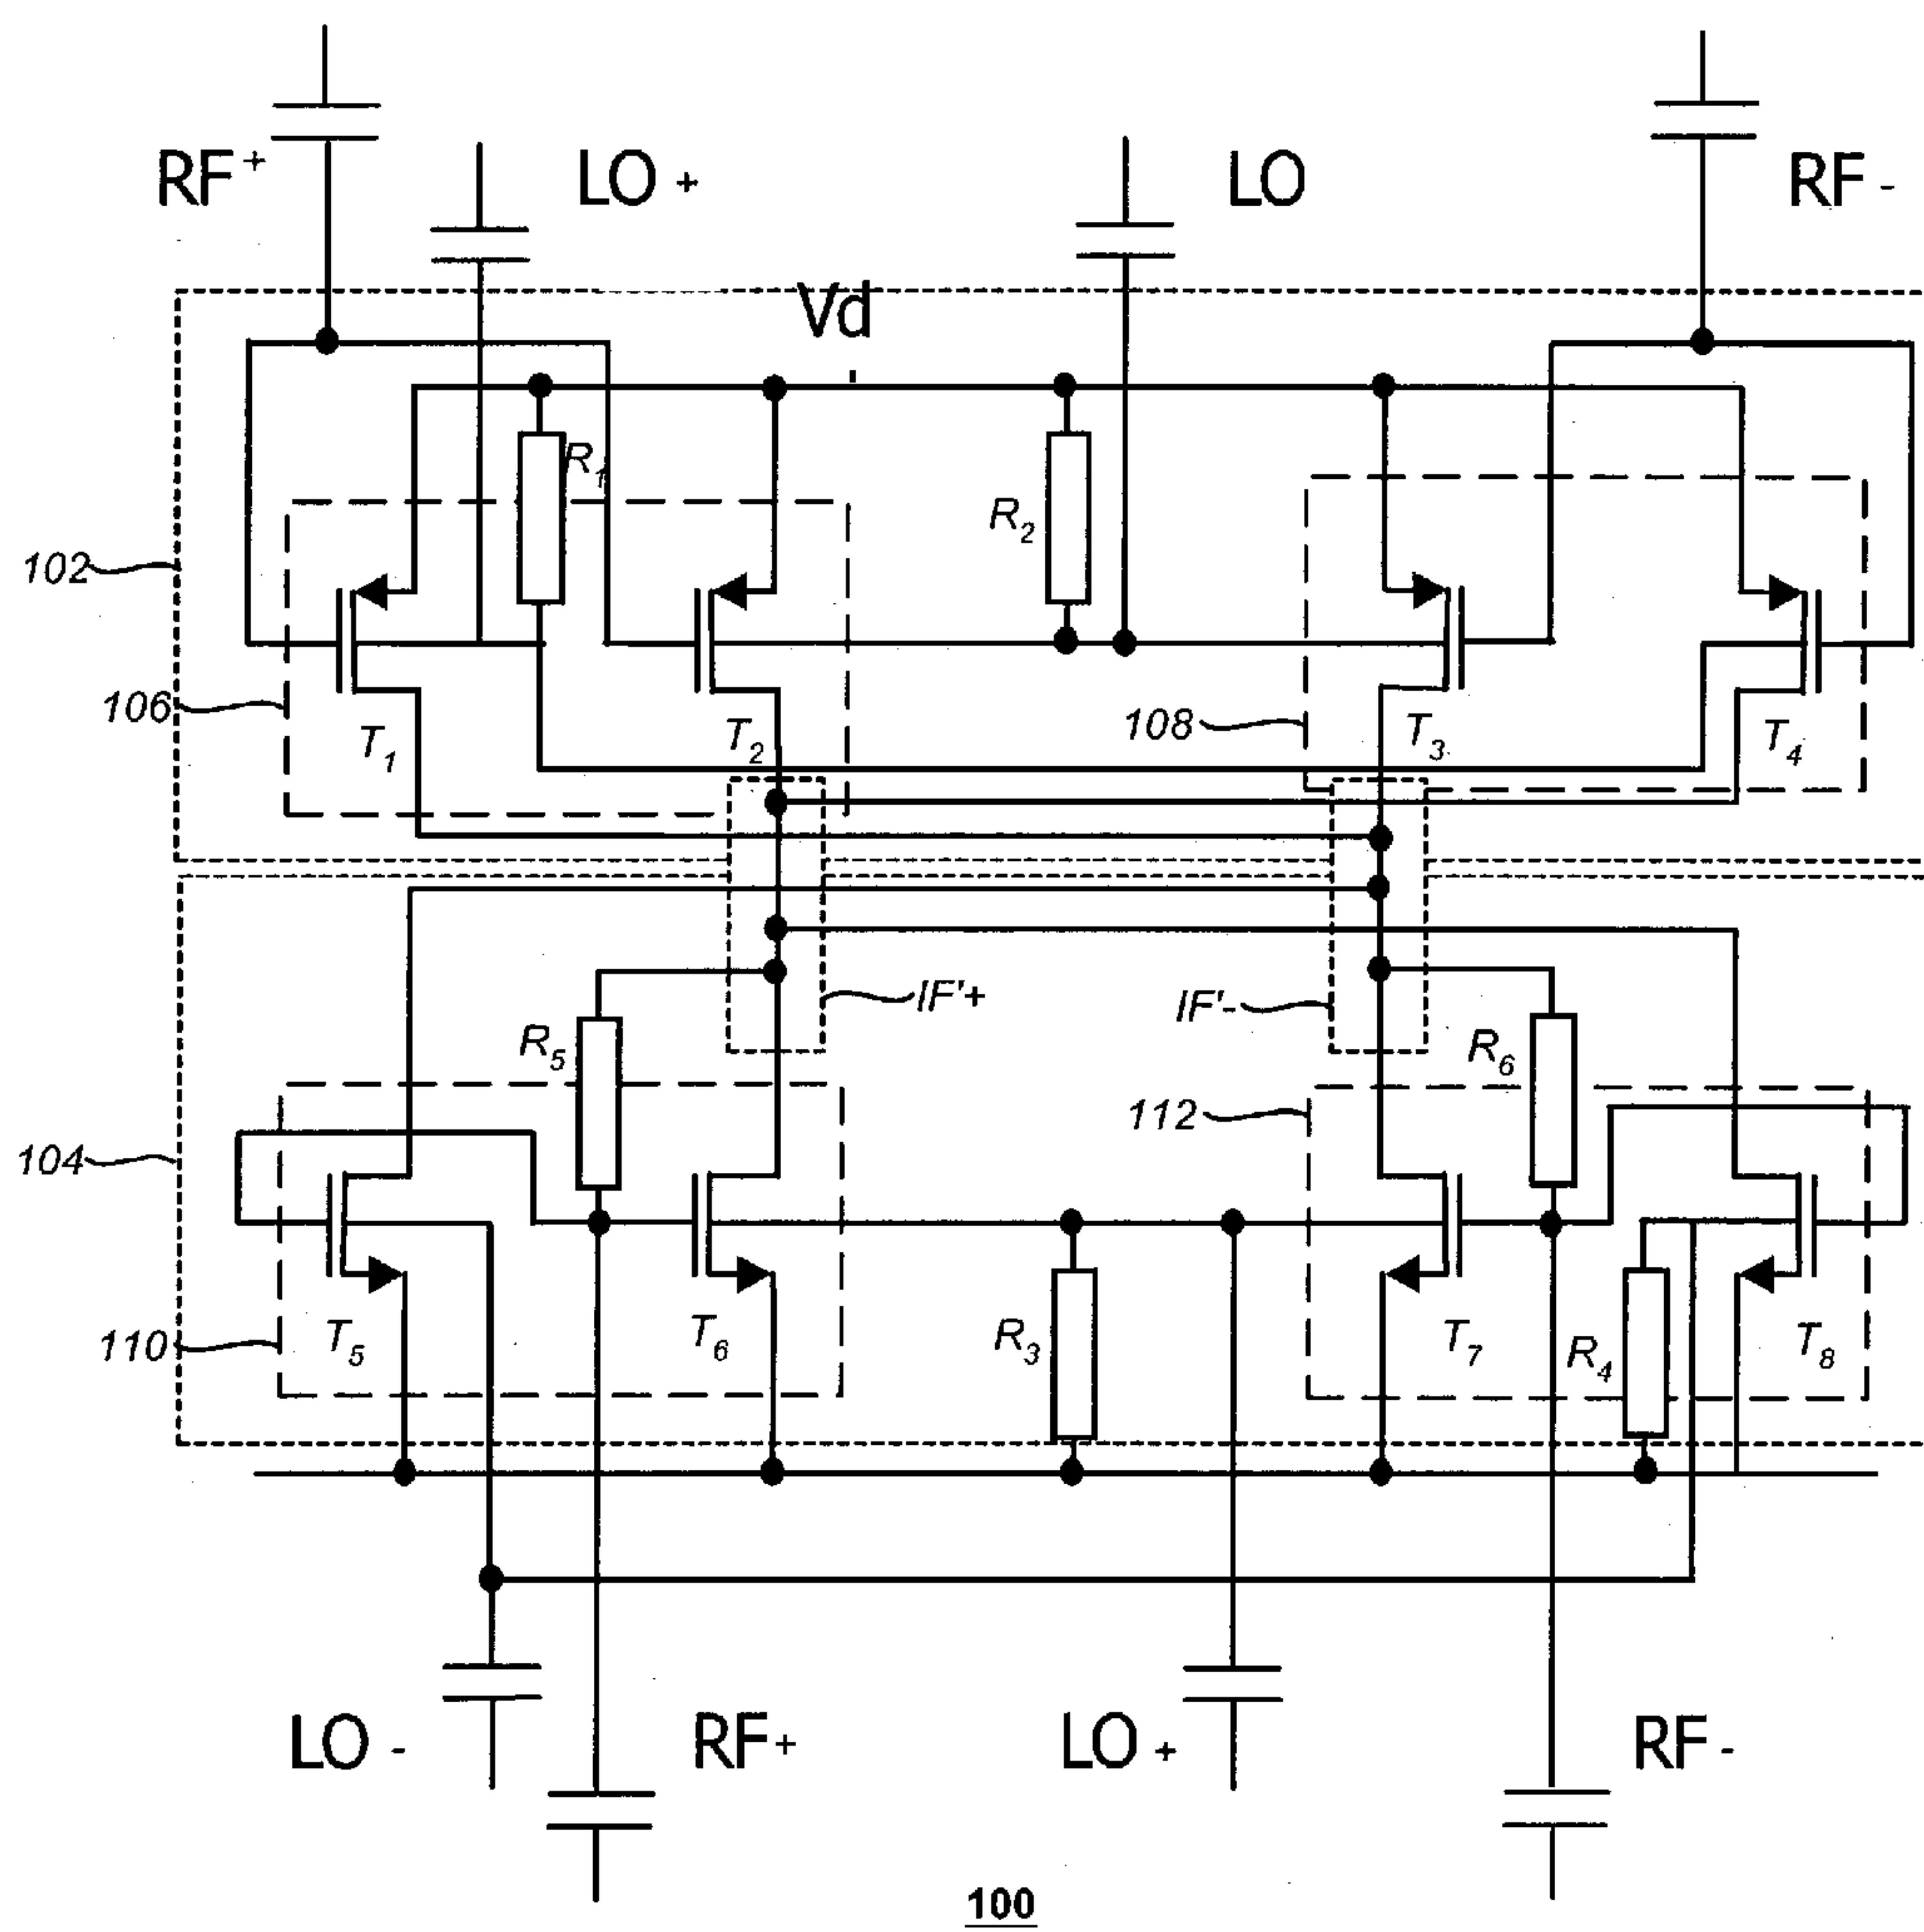 RF+
LO+
LO
RF-
Vd
R1
R2
102
106
T1
T2
108
T3
T4
IF'+
IF'-
R5
R6
112
104
110
T5
T6
R3
T7
R4
T8
LO-
RF+
LO+
RF-
100